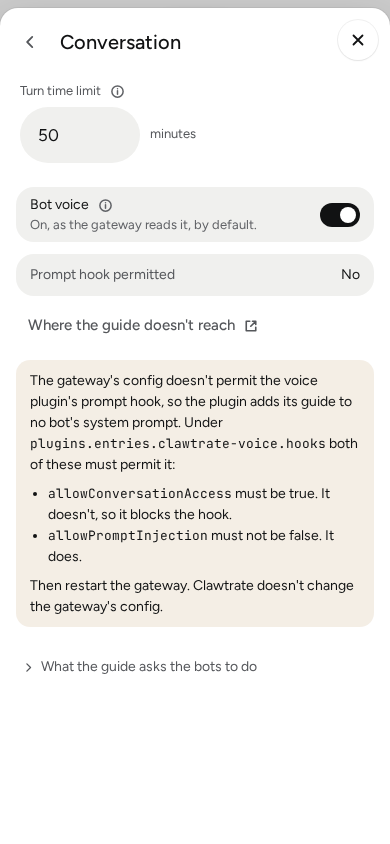 Conversation
Turn time limit
50 minutes
Bot voice
On, as the gateway reads it, by default.
Prompt hook permitted No
Where the guide doesn't reach
The gateway's config doesn't permit the voice
plugin's prompt hook, so the plugin adds its guide to
no bot's system prompt. Under
plugins.entries.clawtrate-voice.hooks both
of these must permit it:
• allowConversationAccess must be true. It
doesn't, so it blocks the hook.
• allowPromptInjection must not be false. It
does.
Then restart the gateway. Clawtrate doesn't change
the gateway's config.
What the guide asks the bots to do